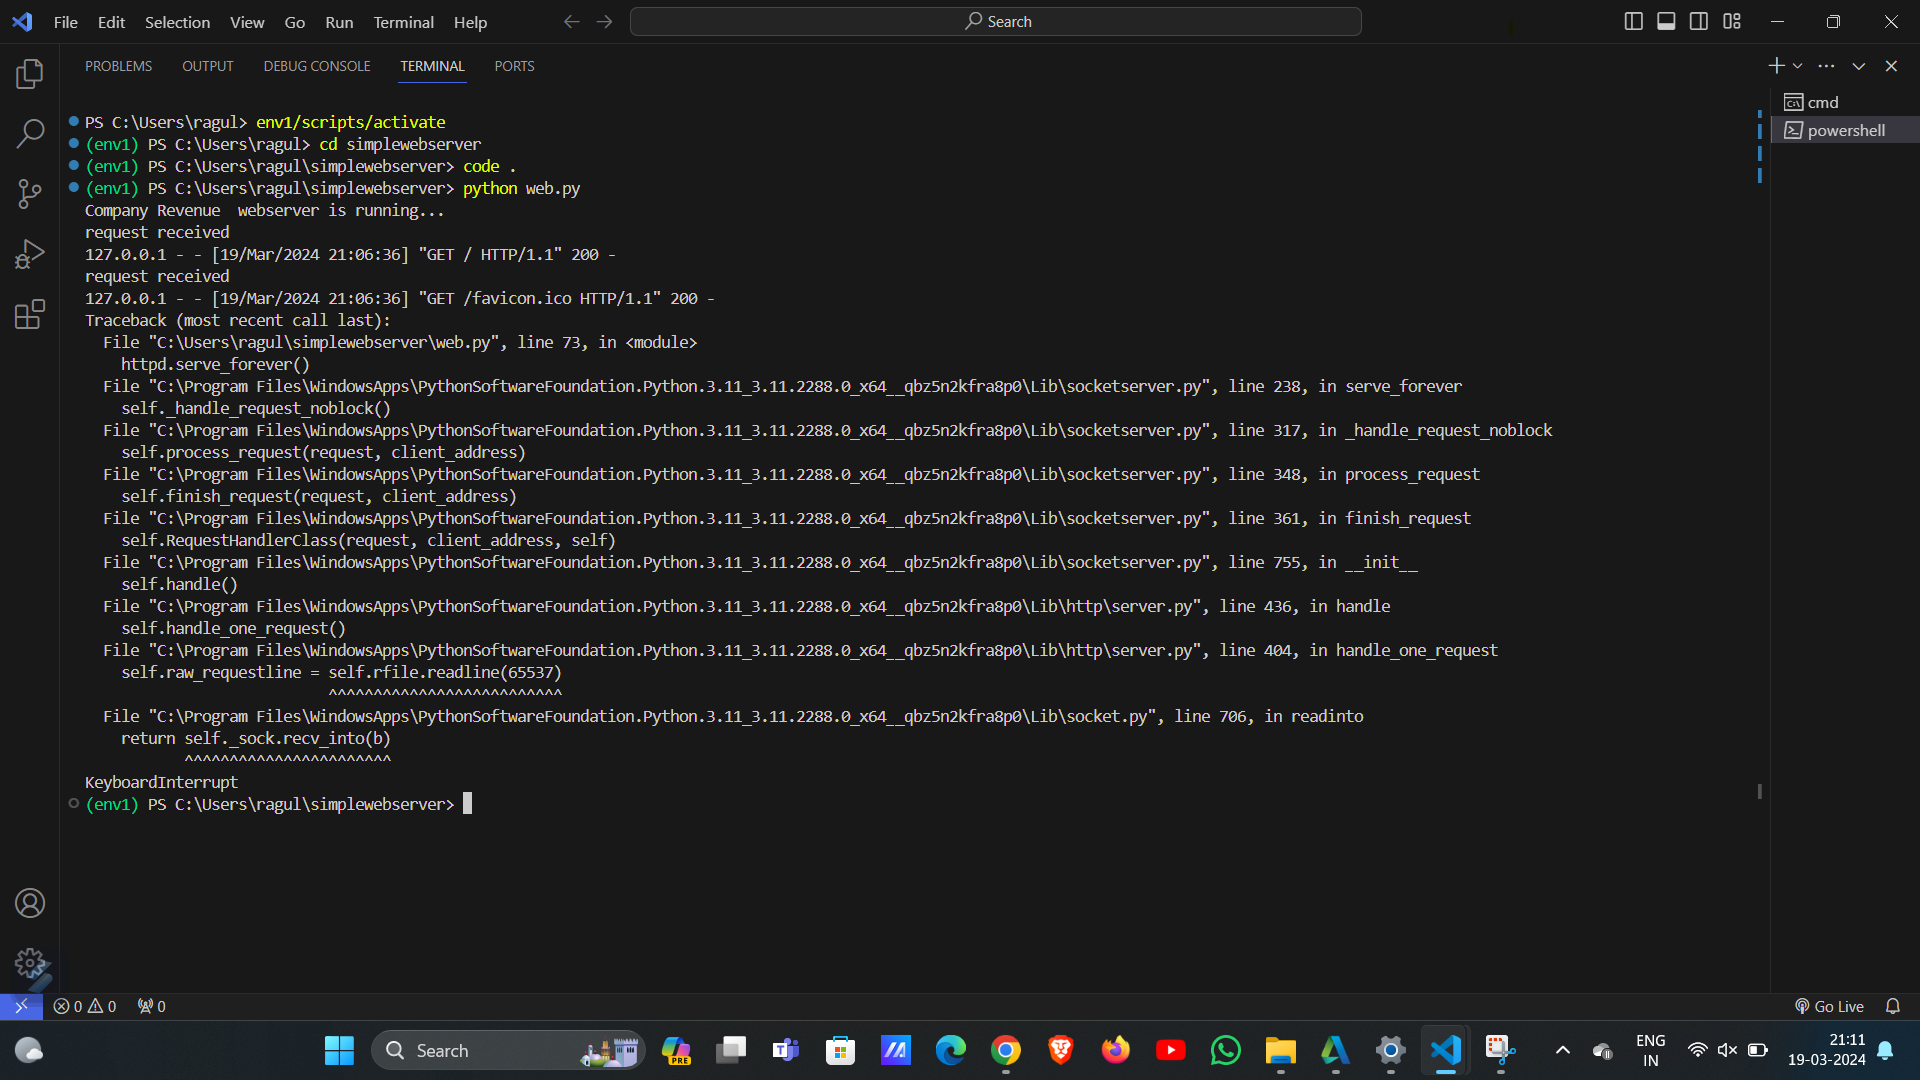 File Edit Selection View Go Run Terminal Help
Search
PROBLEMS OUTPUT DEBUG CONSOLE TERMINAL PORTS
cmd
powershell
PS C:\Users\ragul> env1/scripts/activate
(env1) PS C:\Users\ragul> cd simplewebserver
(env1) PS C:\Users\ragul\simplewebserver> code .
(env1) PS C:\Users\ragul\simplewebserver> python web.py
Company Revenue  webserver is running...
request received
127.0.0.1 - - [19/Mar/2024 21:06:36] "GET / HTTP/1.1" 200 -
request received
127.0.0.1 - - [19/Mar/2024 21:06:36] "GET /favicon.ico HTTP/1.1" 200 -
Traceback (most recent call last):
  File "C:\Users\ragul\simplewebserver\web.py", line 73, in <module>
    httpd.serve_forever()
  File "C:\Program Files\WindowsApps\PythonSoftwareFoundation.Python.3.11_3.11.2288.0_x64__qbz5n2kfra8p0\Lib\socketserver.py", line 238, in serve_forever
    self._handle_request_noblock()
  File "C:\Program Files\WindowsApps\PythonSoftwareFoundation.Python.3.11_3.11.2288.0_x64__qbz5n2kfra8p0\Lib\socketserver.py", line 317, in _handle_request_noblock
    self.process_request(request, client_address)
  File "C:\Program Files\WindowsApps\PythonSoftwareFoundation.Python.3.11_3.11.2288.0_x64__qbz5n2kfra8p0\Lib\socketserver.py", line 348, in process_request
    self.finish_request(request, client_address)
  File "C:\Program Files\WindowsApps\PythonSoftwareFoundation.Python.3.11_3.11.2288.0_x64__qbz5n2kfra8p0\Lib\socketserver.py", line 361, in finish_request
    self.RequestHandlerClass(request, client_address, self)
  File "C:\Program Files\WindowsApps\PythonSoftwareFoundation.Python.3.11_3.11.2288.0_x64__qbz5n2kfra8p0\Lib\socketserver.py", line 755, in __init__
    self.handle()
  File "C:\Program Files\WindowsApps\PythonSoftwareFoundation.Python.3.11_3.11.2288.0_x64__qbz5n2kfra8p0\Lib\http\server.py", line 436, in handle
    self.handle_one_request()
  File "C:\Program Files\WindowsApps\PythonSoftwareFoundation.Python.3.11_3.11.2288.0_x64__qbz5n2kfra8p0\Lib\http\server.py", line 404, in handle_one_request
    self.raw_requestline = self.rfile.readline(65537)
                           ^^^^^^^^^^^^^^^^^^^^^^^^^^
  File "C:\Program Files\WindowsApps\PythonSoftwareFoundation.Python.3.11_3.11.2288.0_x64__qbz5n2kfra8p0\Lib\socket.py", line 706, in readinto
    return self._sock.recv_into(b)
           ^^^^^^^^^^^^^^^^^^^^^^^
KeyboardInterrupt
(env1) PS C:\Users\ragul\simplewebserver>
0 0 0
Go Live
Search
PRE
ENG
IN
21:11
19-03-2024